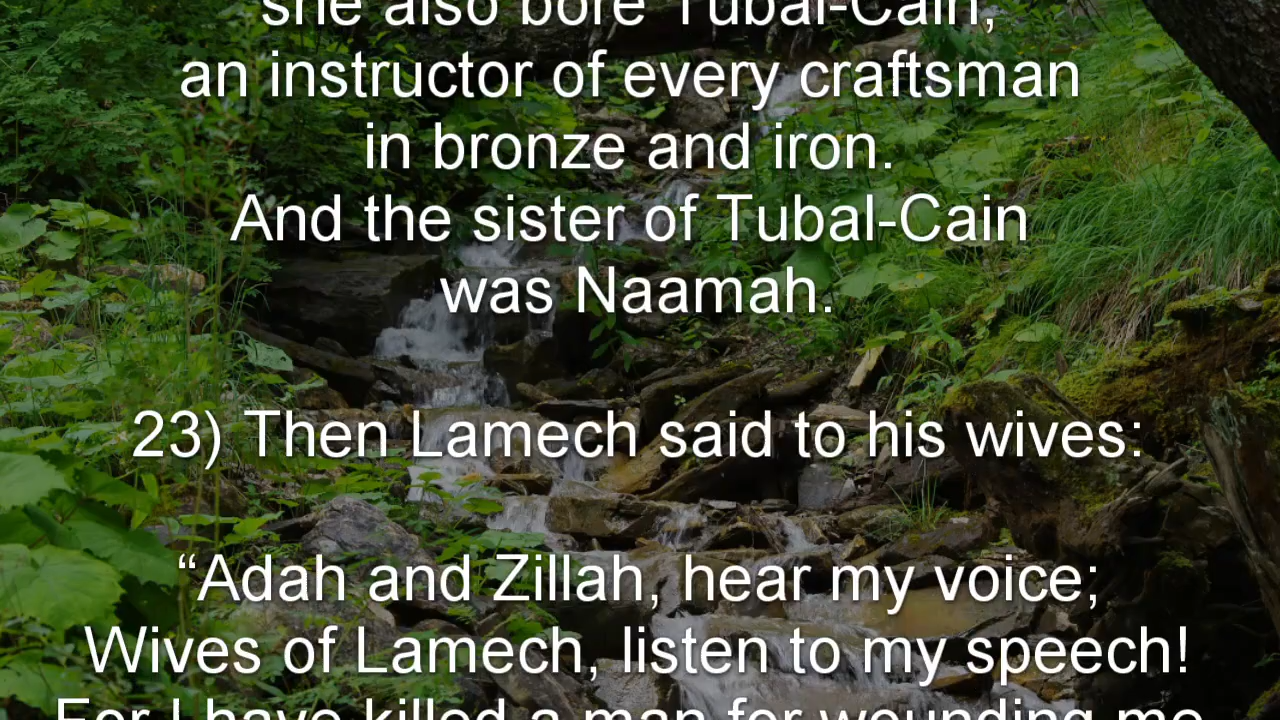 she also bore Tubal-Cain,
an instructor of every craftsman
in bronze and iron.
And the sister of Tubal-Cain
was Naamah.
23) Then Lamech said to his wives:
“Adah and Zillah, hear my voice;
Wives of Lamech, listen to my speech!
For I have killed a man for wounding me